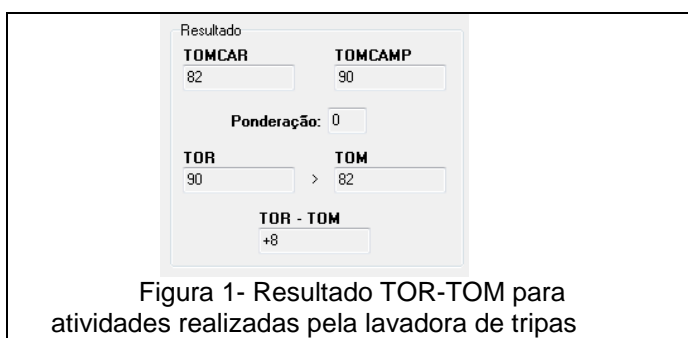 Resultado
TOMCAR TOMCAMP
82 90
Ponderação: 0
TOR TOM
90 > 82
TOR - TOM
+8
Figura 1- Resultado TOR-TOM para
atividades realizadas pela lavadora de tripas